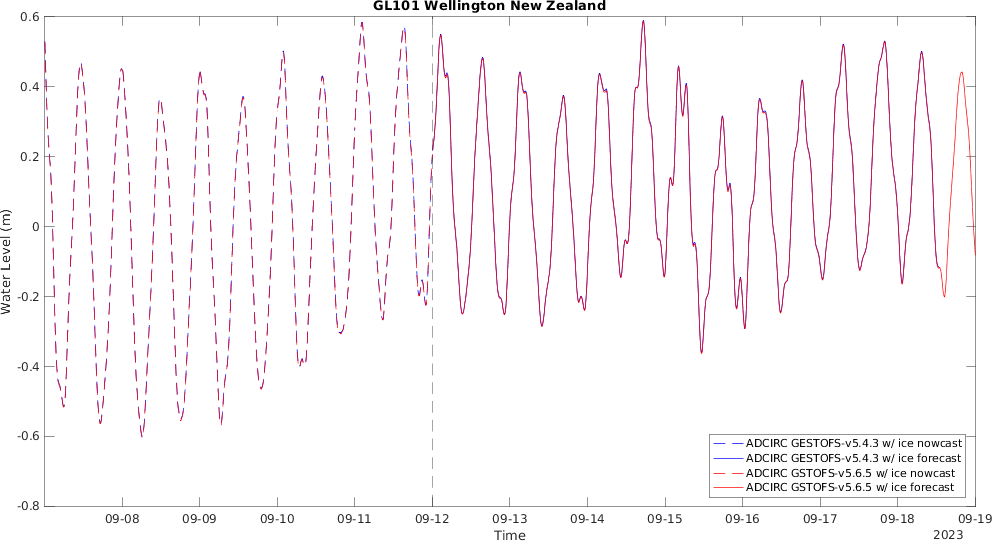 GL101 Wellington New Zealand
0.6
0.4
0.2
0
-0.2
-0.4
-0.6
-0.8
Water Level (m)
ADCIRC GESTOFS-v5.4.3 w/ ice nowcast
ADCIRC GESTOFS-v5.4.3 w/ ice forecast
ADCIRC GSTOFS-v5.6.5 w/ ice nowcast
ADCIRC GSTOFS-v5.6.5 w/ ice forecast
09-08 09-09 09-10 09-11 09-12 09-13 09-14 09-15 09-16 09-17 09-18 09-19
Time
2023